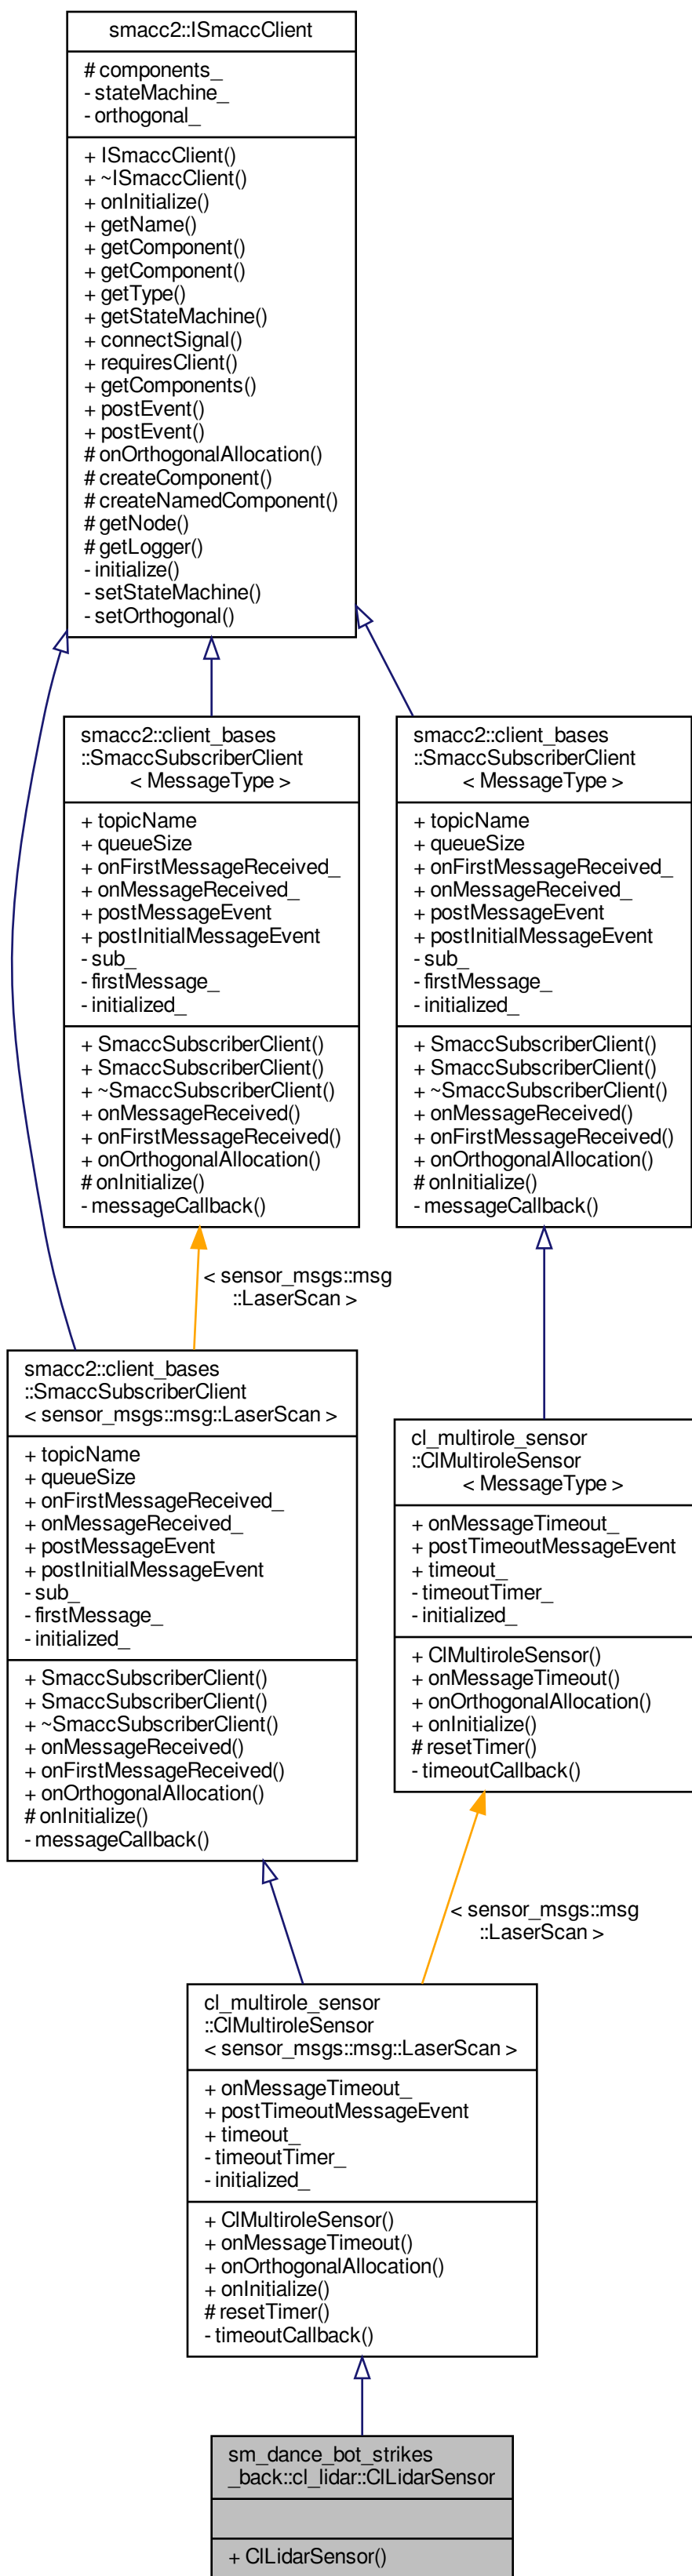 smacc2::ISmaccClient
# components_
- stateMachine_
- orthogonal_
+ ISmaccClient()
+ ~ISmaccClient()
+ onInitialize()
+ getName()
+ getComponent()
+ getComponent()
+ getType()
+ getStateMachine()
+ connectSignal()
+ requiresClient()
+ getComponents()
+ postEvent()
+ postEvent()
# onOrthogonalAllocation()
# createComponent()
# createNamedComponent()
# getNode()
# getLogger()
- initialize()
- setStateMachine()
- setOrthogonal()
smacc2::client_bases
::SmaccSubscriberClient
< MessageType >
+ topicName
+ queueSize
+ onFirstMessageReceived_
+ onMessageReceived_
+ postMessageEvent
+ postInitialMessageEvent
- sub_
- firstMessage_
- initialized_
+ SmaccSubscriberClient()
+ SmaccSubscriberClient()
+ ~SmaccSubscriberClient()
+ onMessageReceived()
+ onFirstMessageReceived()
+ onOrthogonalAllocation()
# onInitialize()
- messageCallback()
smacc2::client_bases
::SmaccSubscriberClient
< MessageType >
+ topicName
+ queueSize
+ onFirstMessageReceived_
+ onMessageReceived_
+ postMessageEvent
+ postInitialMessageEvent
- sub_
- firstMessage_
- initialized_
+ SmaccSubscriberClient()
+ SmaccSubscriberClient()
+ ~SmaccSubscriberClient()
+ onMessageReceived()
+ onFirstMessageReceived()
+ onOrthogonalAllocation()
# onInitialize()
- messageCallback()
< sensor_msgs::msg
::LaserScan >
smacc2::client_bases
::SmaccSubscriberClient
< sensor_msgs::msg::LaserScan >
+ topicName
+ queueSize
+ onFirstMessageReceived_
+ onMessageReceived_
+ postMessageEvent
+ postInitialMessageEvent
- sub_
- firstMessage_
- initialized_
+ SmaccSubscriberClient()
+ SmaccSubscriberClient()
+ ~SmaccSubscriberClient()
+ onMessageReceived()
+ onFirstMessageReceived()
+ onOrthogonalAllocation()
# onInitialize()
- messageCallback()
cl_multirole_sensor
::ClMultiroleSensor
< MessageType >
+ onMessageTimeout_
+ postTimeoutMessageEvent
+ timeout_
- timeoutTimer_
- initialized_
+ ClMultiroleSensor()
+ onMessageTimeout()
+ onOrthogonalAllocation()
+ onInitialize()
# resetTimer()
- timeoutCallback()
< sensor_msgs::msg
::LaserScan >
cl_multirole_sensor
::ClMultiroleSensor
< sensor_msgs::msg::LaserScan >
+ onMessageTimeout_
+ postTimeoutMessageEvent
+ timeout_
- timeoutTimer_
- initialized_
+ ClMultiroleSensor()
+ onMessageTimeout()
+ onOrthogonalAllocation()
+ onInitialize()
# resetTimer()
- timeoutCallback()
sm_dance_bot_strikes
_back::cl_lidar::ClLidarSensor
+ ClLidarSensor()